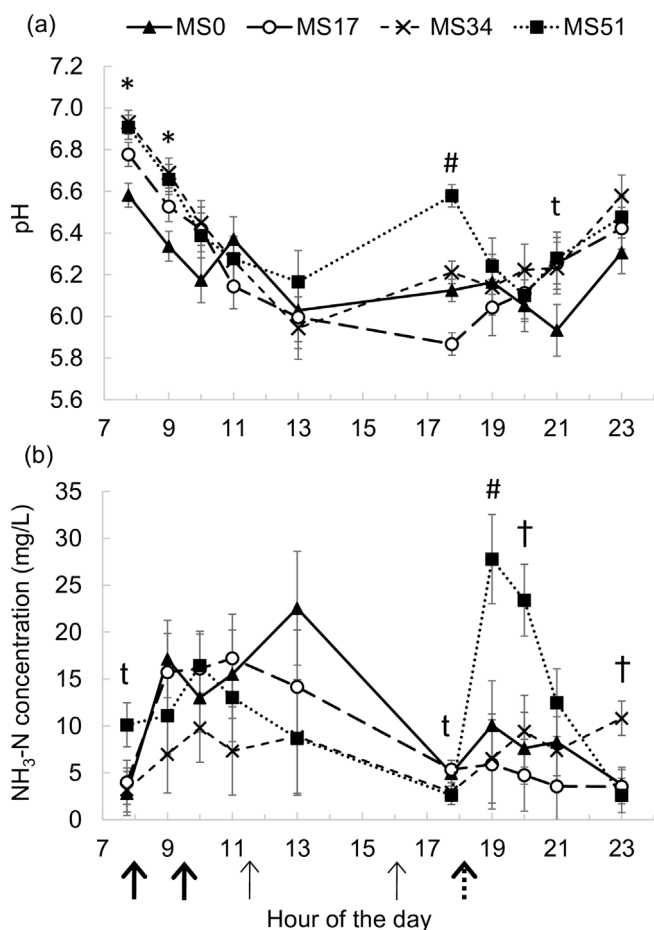 (a) MS0 MS17 MS34 MS51
7.2
7.0
6.8
6.6
6.4
6.2
6.0
5.8
5.6
pH
* * # t
7 9 11 13 15 17 19 21 23
(b)
35
30
25
20
15
10
5
0
NH₃-N concentration (mg/L)
t t # † †
7 9 11 13 15 17 19 21 23
Hour of the day